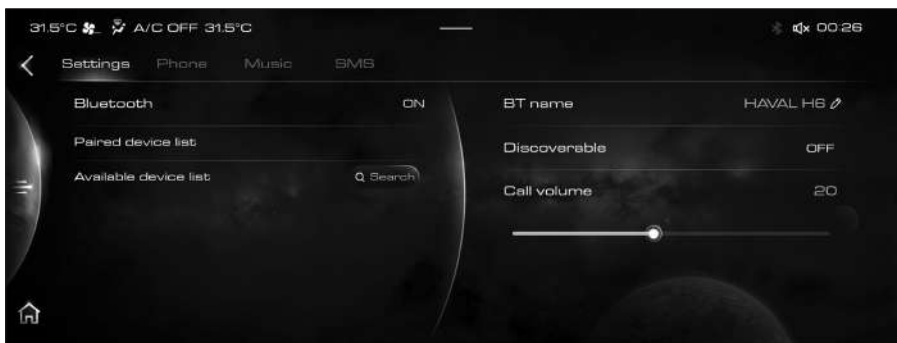 31.5°C A/C OFF 31.5°C 00:26
Settings Phone Music SMS
Bluetooth ON
Paired device list
Available device list Search
BT name HAVAL H6
Discoverable OFF
Call volume 20